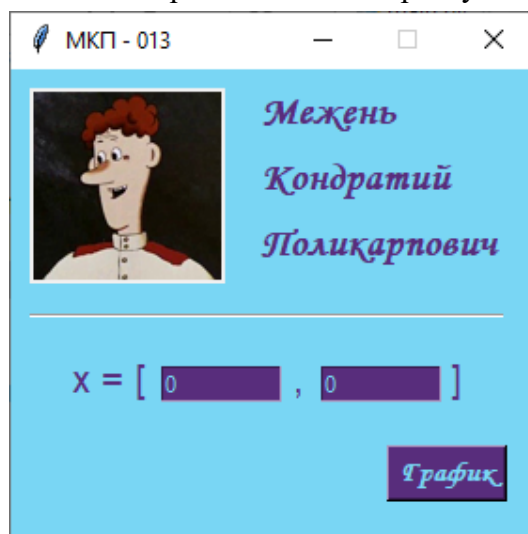 МКП - 013
Межень
Кондратий
Поликарпович
x = [ 0 , 0 ]
График